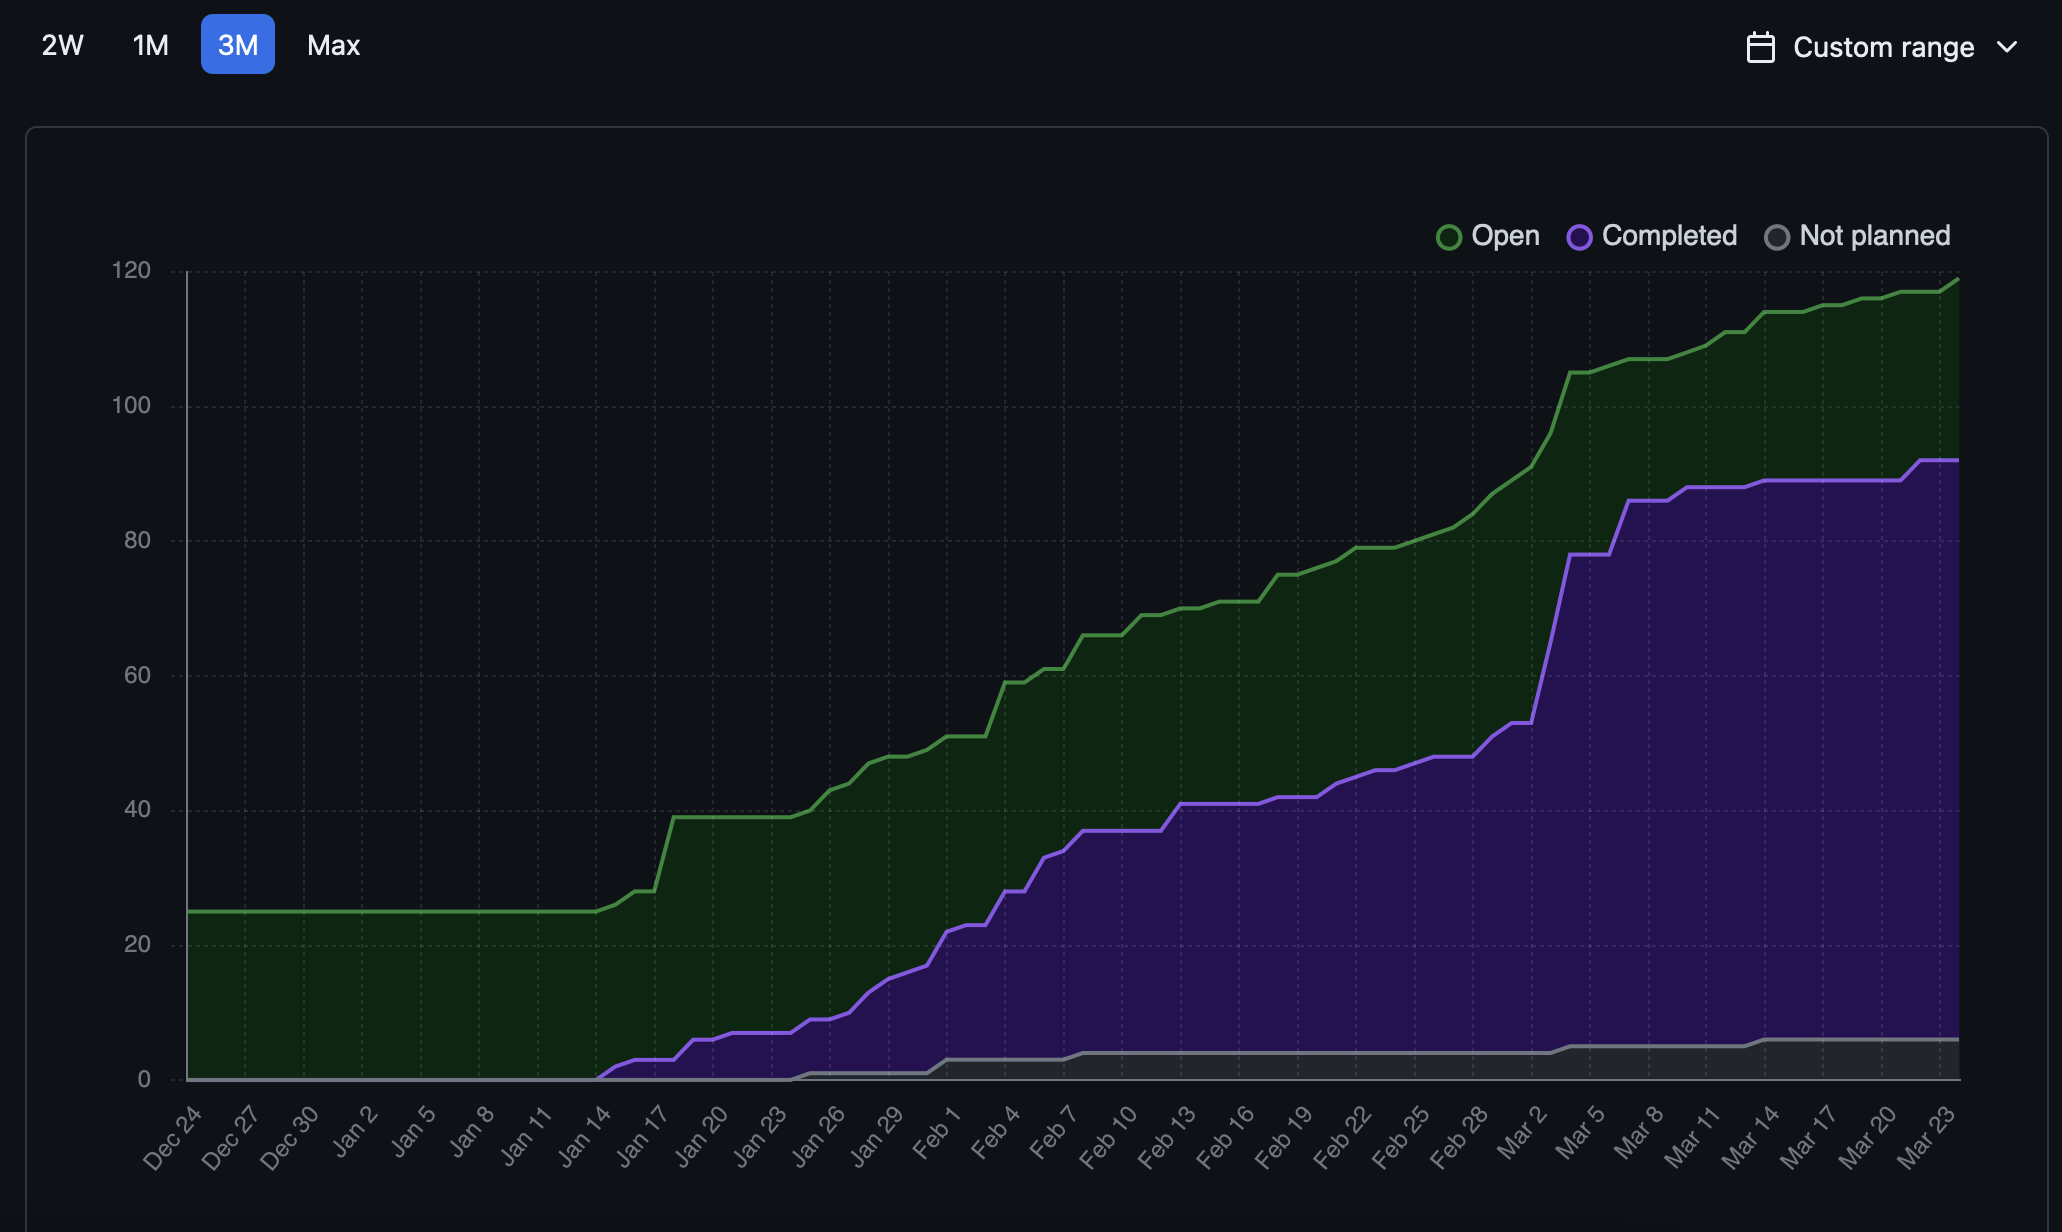 2W 1M 3M Max Custom range
Open Completed Not planned
120
100
80
60
40
20
0
Dec 24 Dec 27 Dec 30 Jan 2 Jan 5 Jan 8 Jan 11 Jan 14 Jan 17 Jan 20 Jan 23 Jan 26 Jan 29 Feb 1 Feb 4 Feb 7 Feb 10 Feb 13 Feb 16 Feb 19 Feb 22 Feb 25 Feb 28 Mar 2 Mar 5 Mar 8 Mar 11 Mar 14 Mar 17 Mar 20 Mar 23